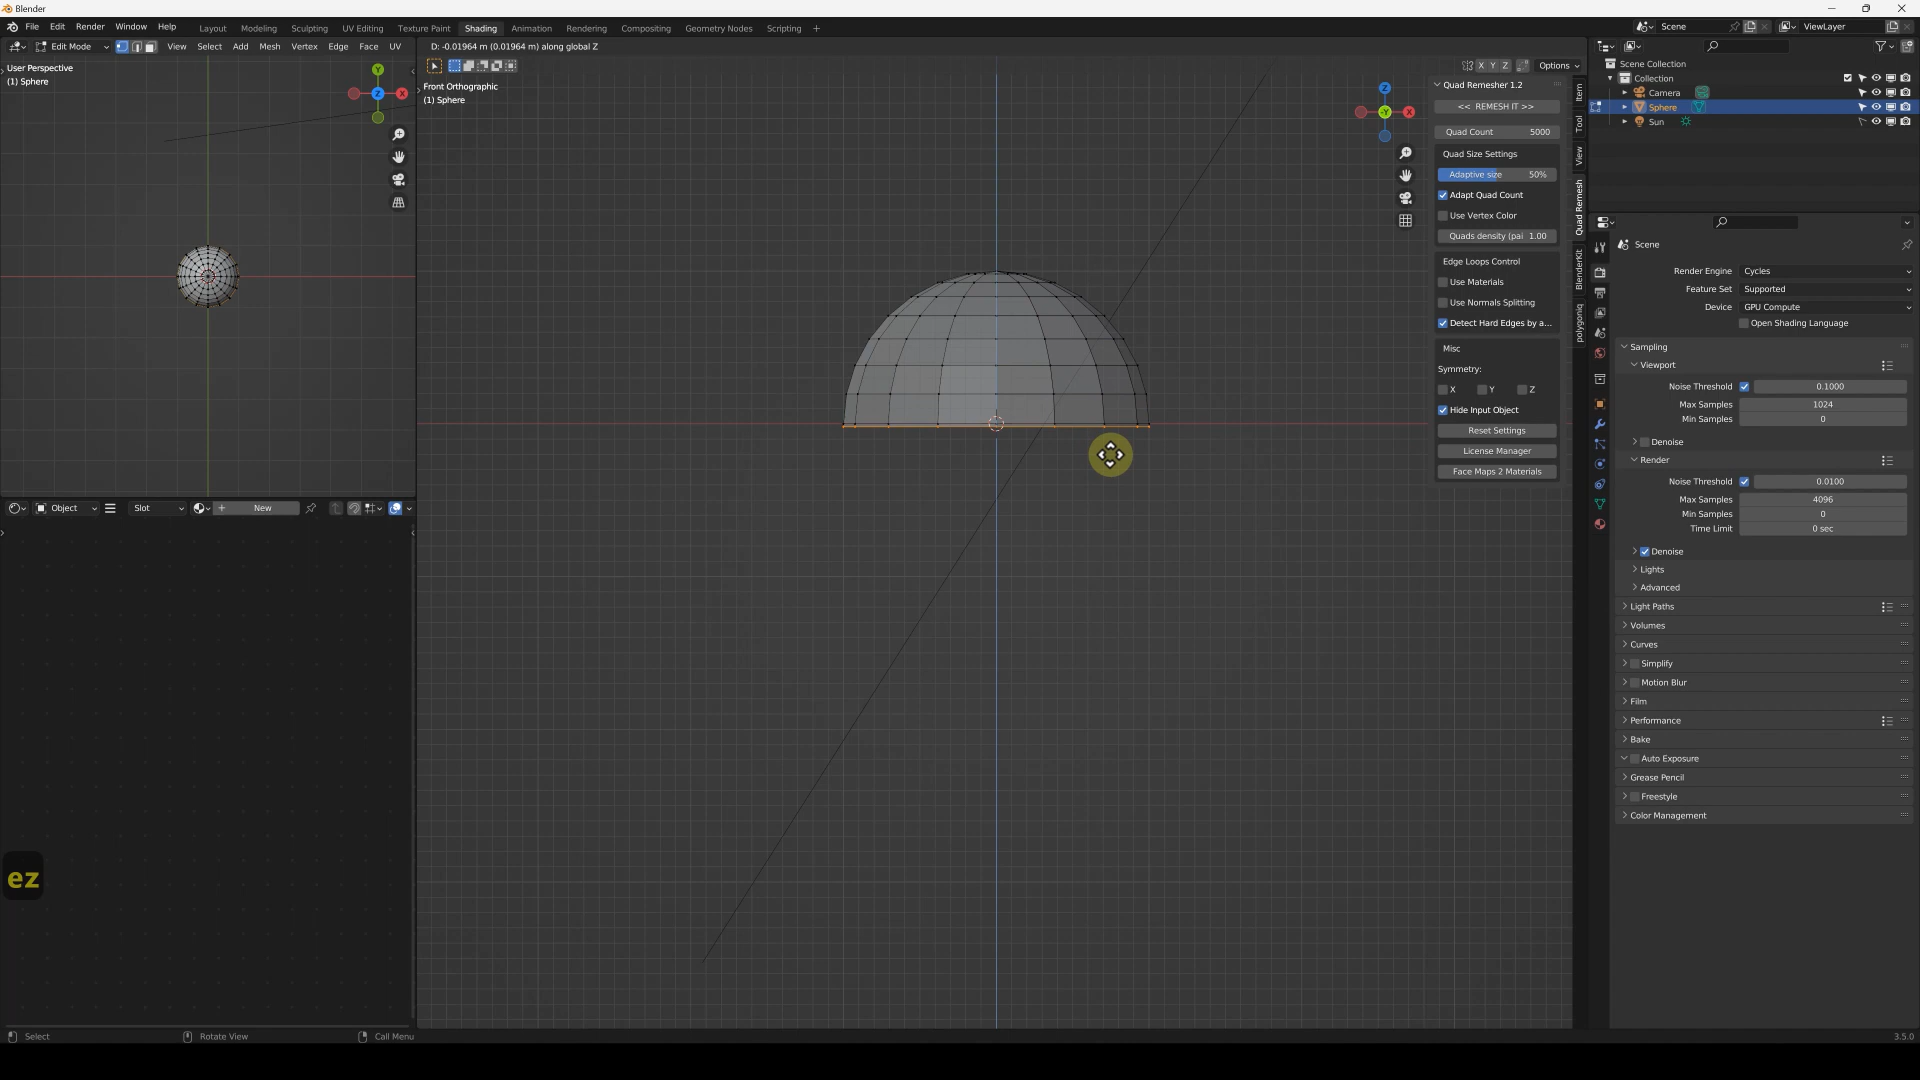 Blender
File Edit Render Window Help Layout Modeling Sculpting UV Editing Texture Paint Shading Animation Rendering Compositing Geometry Nodes Scripting + Scene ViewLayer
Edit Mode View Select Add Mesh Vertex Edge Face UV
D: -0.01964 m (0.01964 m) along global Z
User Perspective
(1) Sphere
Y
Z
X
X Y Z Options
Front Orthographic
(1) Sphere
Z
-Y
X
Quad Remesher 1.2
<< REMESH IT >>
Quad Count 5000
Quad Size Settings
Adaptive size 50%
Adapt Quad Count
Use Vertex Color
Quads density (pai 1.00
Edge Loops Control
Use Materials
Use Normals Splitting
Detect Hard Edges by a...
Misc
Symmetry:
X Y Z
Hide Input Object
Reset Settings
License Manager
Face Maps 2 Materials
Item
Tool
View
Quad Remesh
BlenderKit
polygoniq
Scene Collection
Collection
Camera
Sphere
Sun
Scene
Render Engine Cycles
Feature Set Supported
Device GPU Compute
Open Shading Language
Sampling
Viewport
Noise Threshold 0.1000
Max Samples 1024
Min Samples 0
Denoise
Render
Noise Threshold 0.0100
Max Samples 4096
Min Samples 0
Time Limit 0 sec
Denoise
Lights
Advanced
Light Paths
Volumes
Curves
Simplify
Motion Blur
Film
Performance
Bake
Auto Exposure
Grease Pencil
Freestyle
Color Management
Object Slot + New
ez
Select Rotate View Call Menu 3.5.0